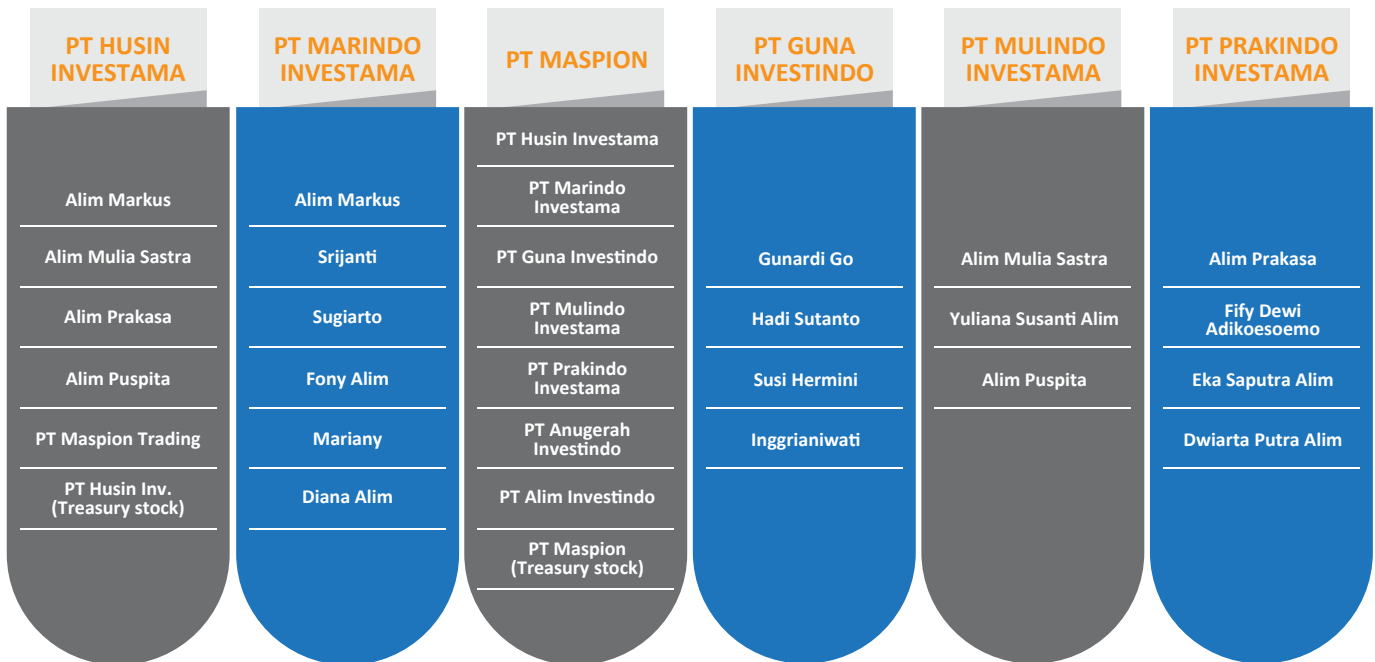 PT HUSIN
INVESTAMA
Alim Markus
Alim Mulia Sastra
Alim Prakasa
Alim Puspita
PT Maspion Trading
PT Husin Inv.
(Treasury stock)
PT MARINDO
INVESTAMA
Alim Markus
Srijanti
Sugiarto
Fony Alim
Mariany
Diana Alim
PT MASPION
PT Husin Investama
PT Marindo
Investama
PT Guna Investindo
PT Mulindo
Investama
PT Prakindo
Investama
PT Anugerah
Investindo
PT Alim Investindo
PT Maspion
(Treasury stock)
PT GUNA
INVESTINDO
Gunardi Go
Hadi Sutanto
Susi Hermini
Inggrianiwati
PT MULINDO
INVESTAMA
Alim Mulia Sastra
Yuliana Susanti Alim
Alim Puspita
PT PRAKINDO
INVESTAMA
Alim Prakasa
Fify Dewi
Adikoesoemo
Eka Saputra Alim
Dwiarta Putra Alim